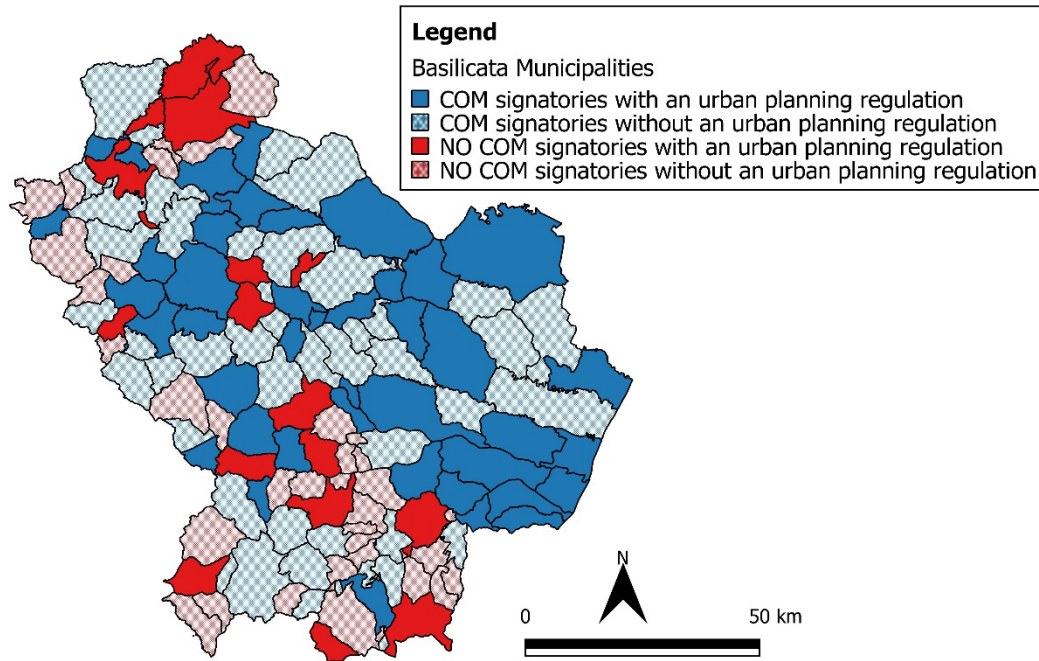 Legend
Basilicata Municipalities
COM signatories with an urban planning regulation
COM signatories without an urban planning regulation
NO COM signatories with an urban planning regulation
NO COM signatories without an urban planning regulation
N
0 50 km